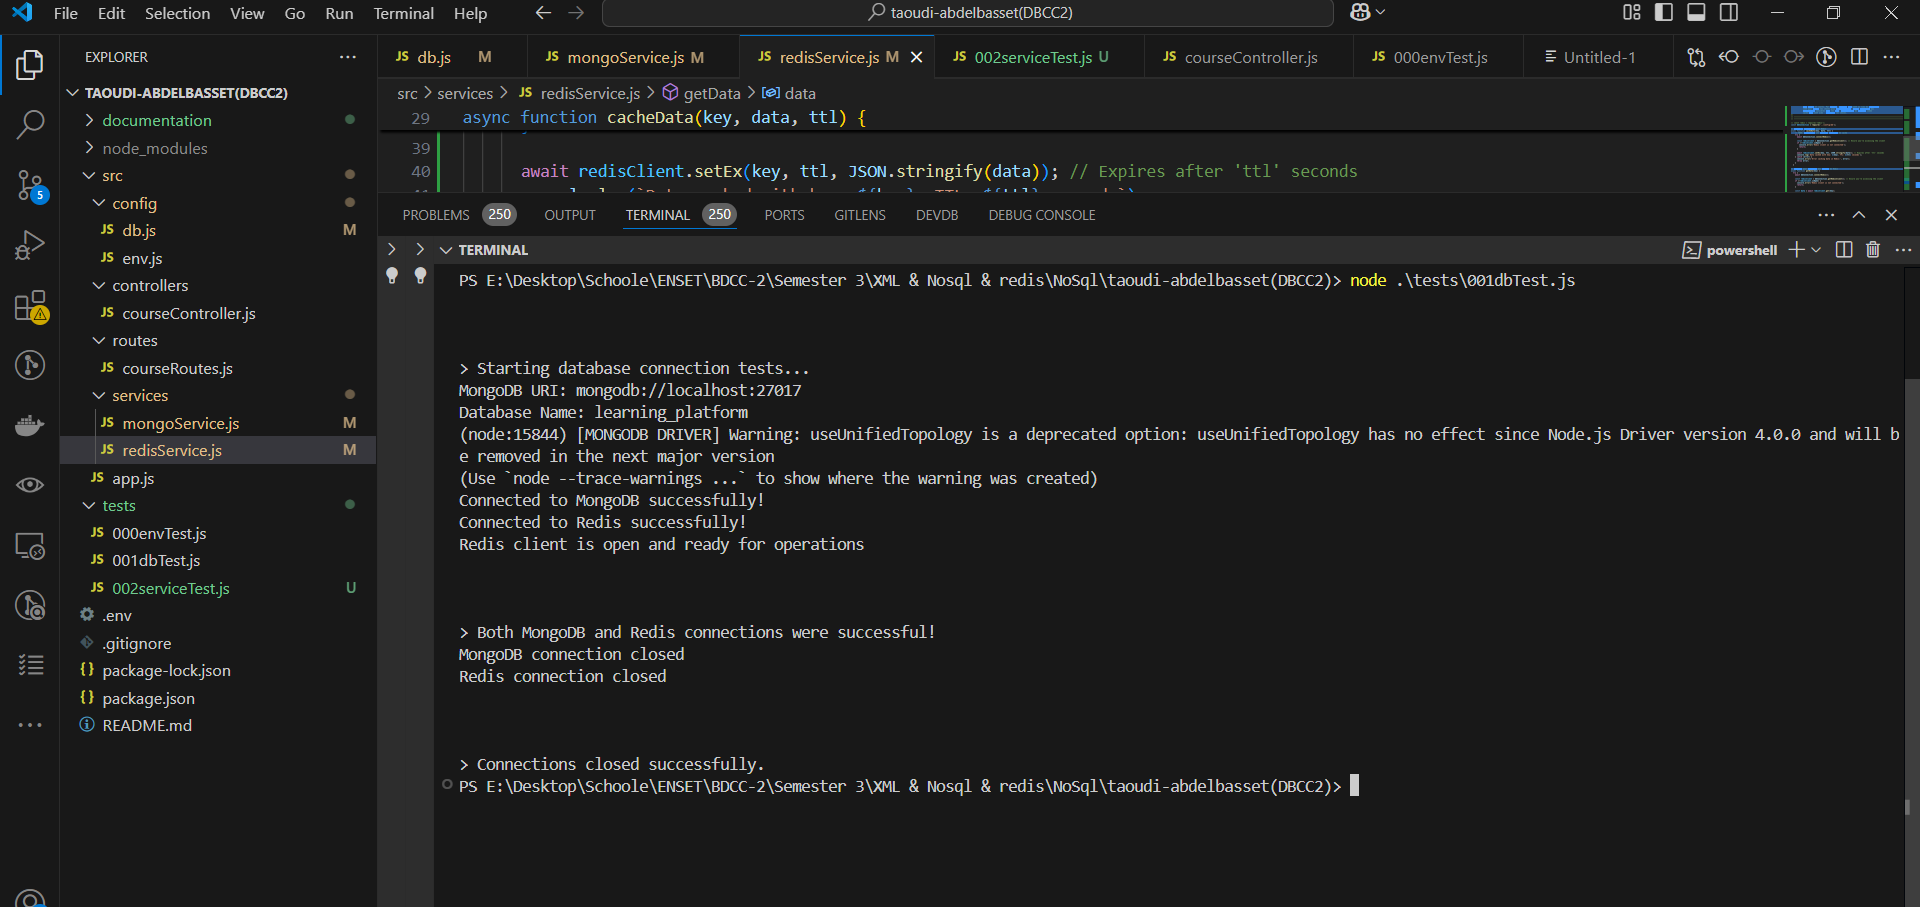 File Edit Selection View Go Run Terminal Help
taoudi-abdelbasset(DBCC2)
EXPLORER
TAOUDI-ABDELBASSET(DBCC2)
documentation
node_modules
src
config
JS db.js M
JS env.js
controllers
JS courseController.js
routes
JS courseRoutes.js
services
JS mongoService.js M
JS redisService.js M
JS app.js
tests
JS 000envTest.js
JS 001dbTest.js
JS 002serviceTest.js U
.env
.gitignore
{} package-lock.json
{} package.json
README.md
5
JS db.js M
JS mongoService.js M
JS redisService.js M
JS 002serviceTest.js U
JS courseController.js
JS 000envTest.js
Untitled-1
src > services > JS redisService.js > getData > data
29 async function cacheData(key, data, ttl) {
39
40 await redisClient.setEx(key, ttl, JSON.stringify(data)); // Expires after 'ttl' seconds
PROBLEMS 250 OUTPUT TERMINAL 250 PORTS GITLENS DEVDB DEBUG CONSOLE
TERMINAL
powershell
PS E:\Desktop\Schoole\ENSET\BDCC-2\Semester 3\XML & Nosql & redis\NoSql\taoudi-abdelbasset(DBCC2)> node .\tests\001dbTest.js
> Starting database connection tests...
MongoDB URI: mongodb://localhost:27017
Database Name: learning_platform
(node:15844) [MONGODB DRIVER] Warning: useUnifiedTopology is a deprecated option: useUnifiedTopology has no effect since Node.js Driver version 4.0.0 and will b
e removed in the next major version
(Use `node --trace-warnings ...` to show where the warning was created)
Connected to MongoDB successfully!
Connected to Redis successfully!
Redis client is open and ready for operations
> Both MongoDB and Redis connections were successful!
MongoDB connection closed
Redis connection closed
> Connections closed successfully.
PS E:\Desktop\Schoole\ENSET\BDCC-2\Semester 3\XML & Nosql & redis\NoSql\taoudi-abdelbasset(DBCC2)>